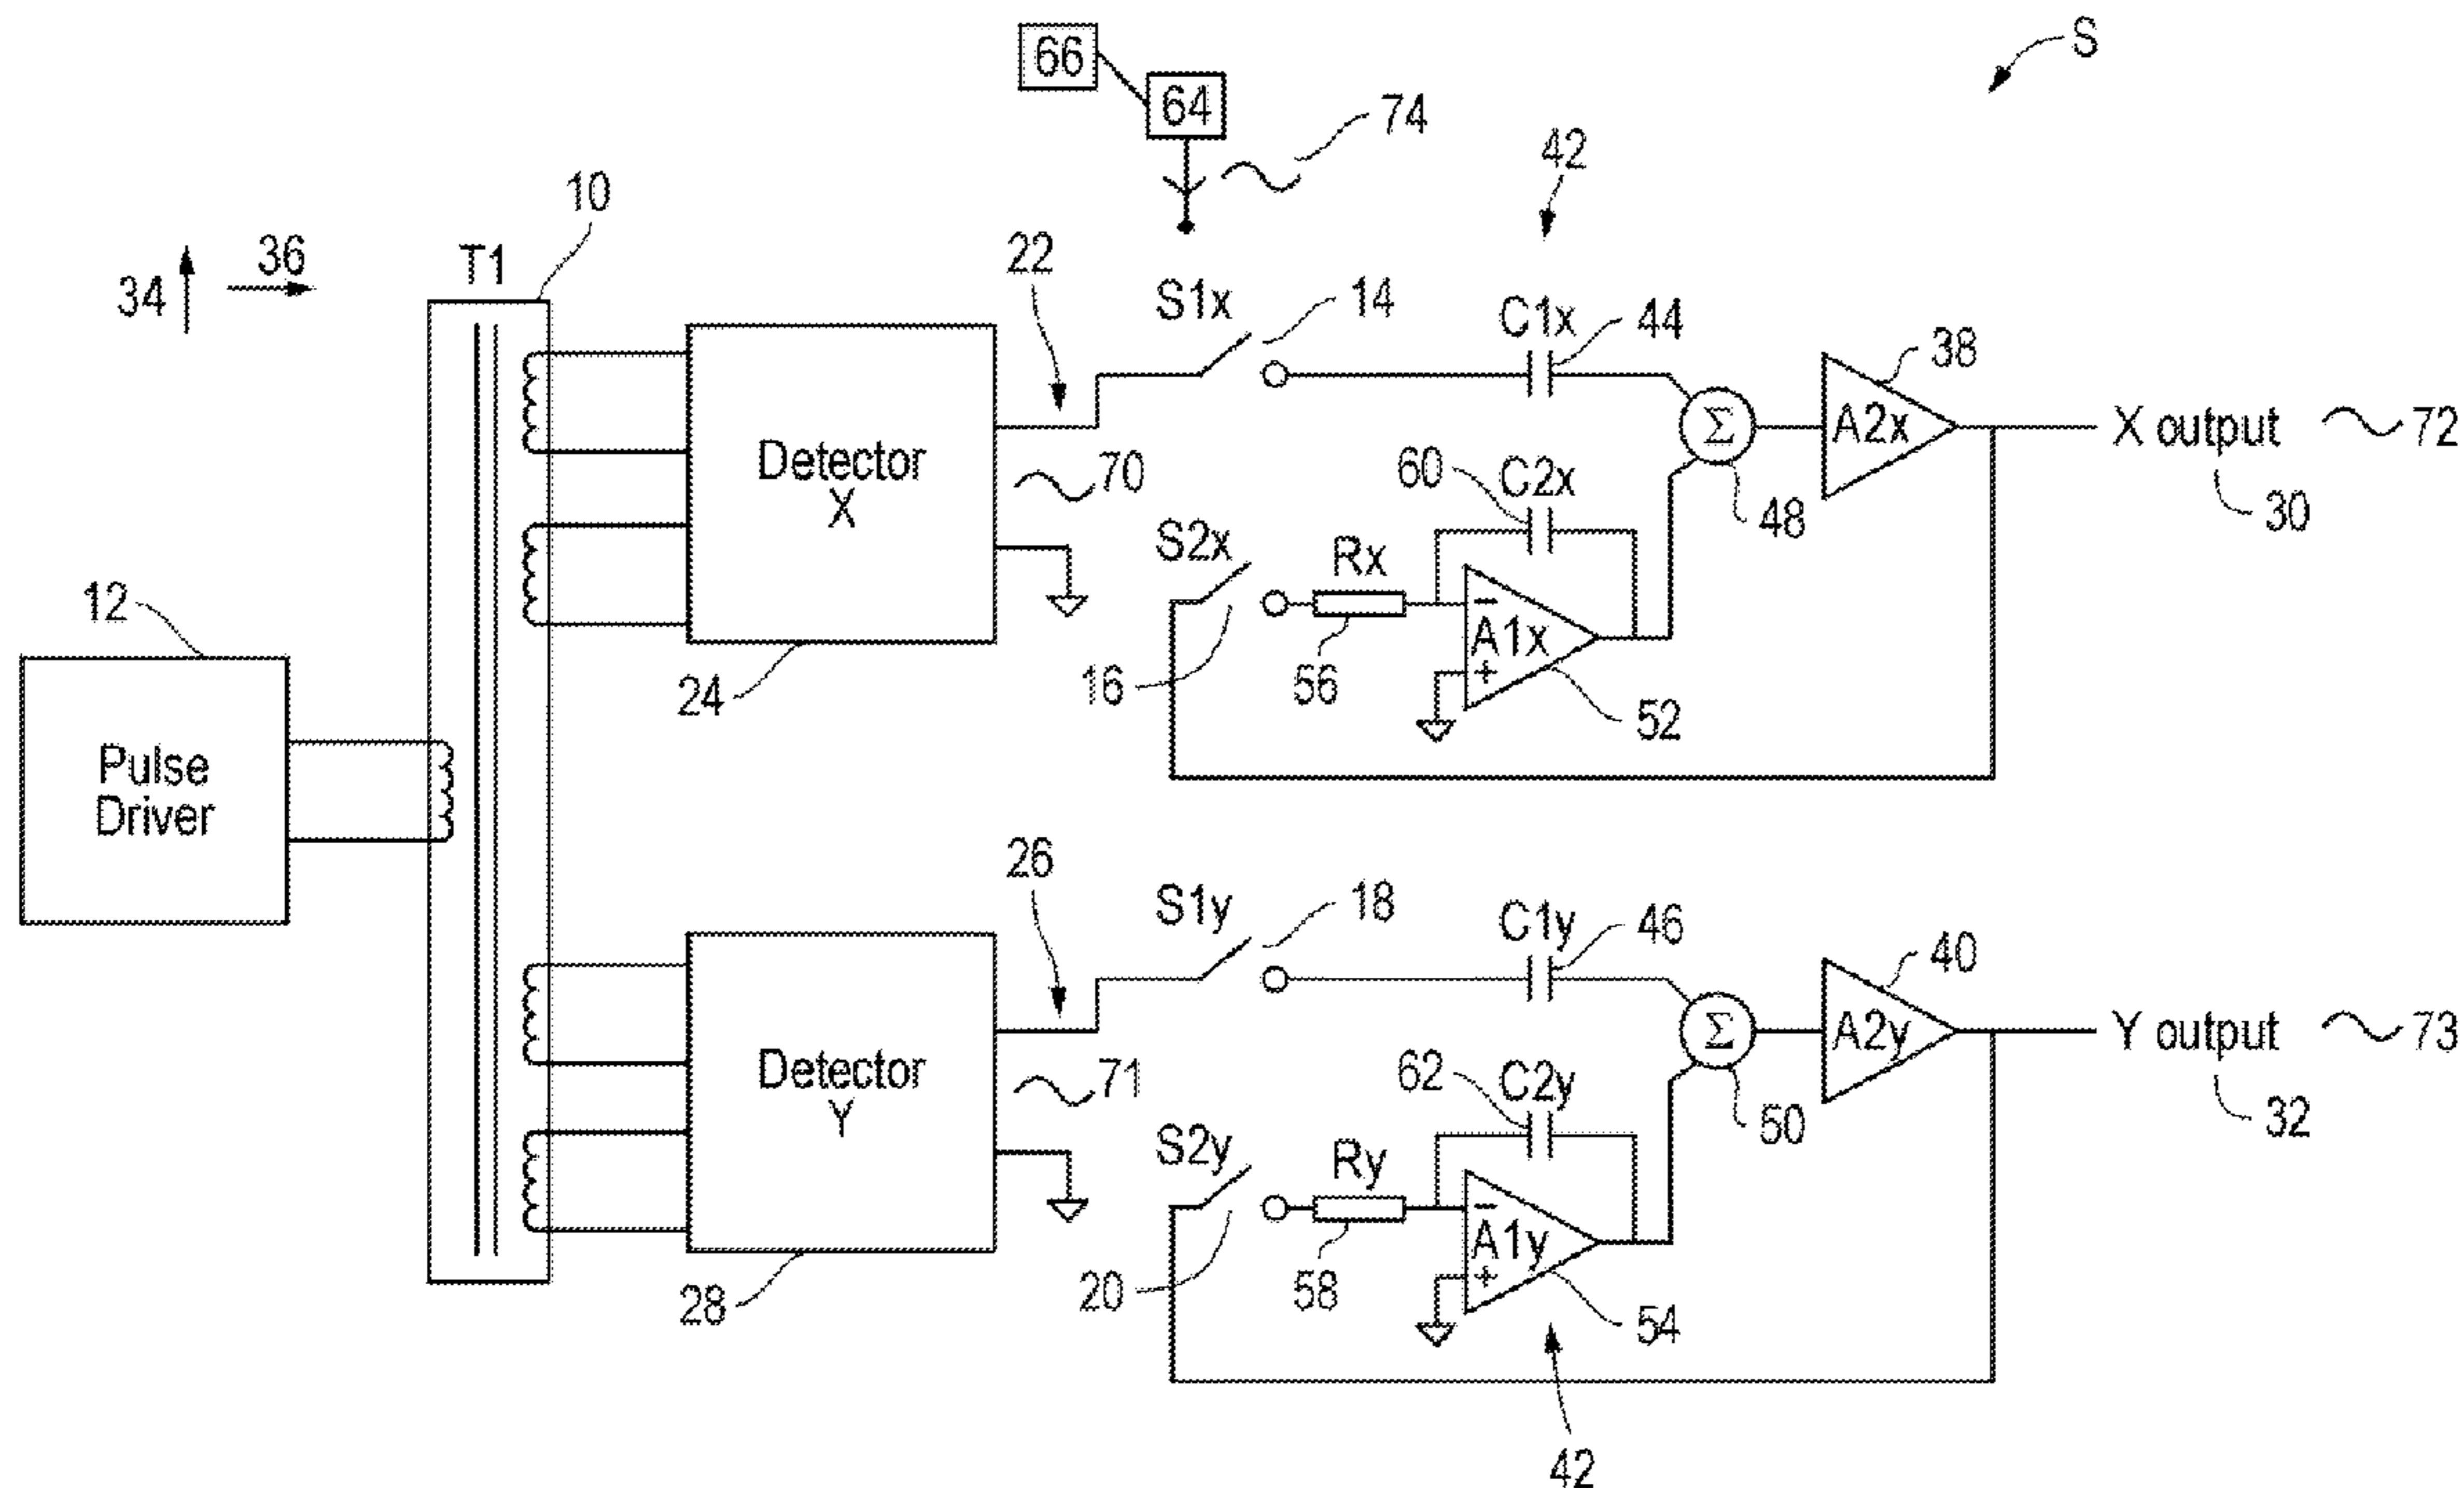 S
66
64
74
42
10
34
36
T1
22
S1x
14
C1x
44
38
Detector
X
70
Σ
A2x
X output
72
60
C2x
48
30
S2x
Rx
12
16
56
−
A1x
+
52
24
Pulse
Driver
26
S1y
18
C1y
46
40
Detector
Y
71
Σ
A2y
Y output
73
62
C2y
50
32
S2y
Ry
20
58
−
A1y
+
54
28
42